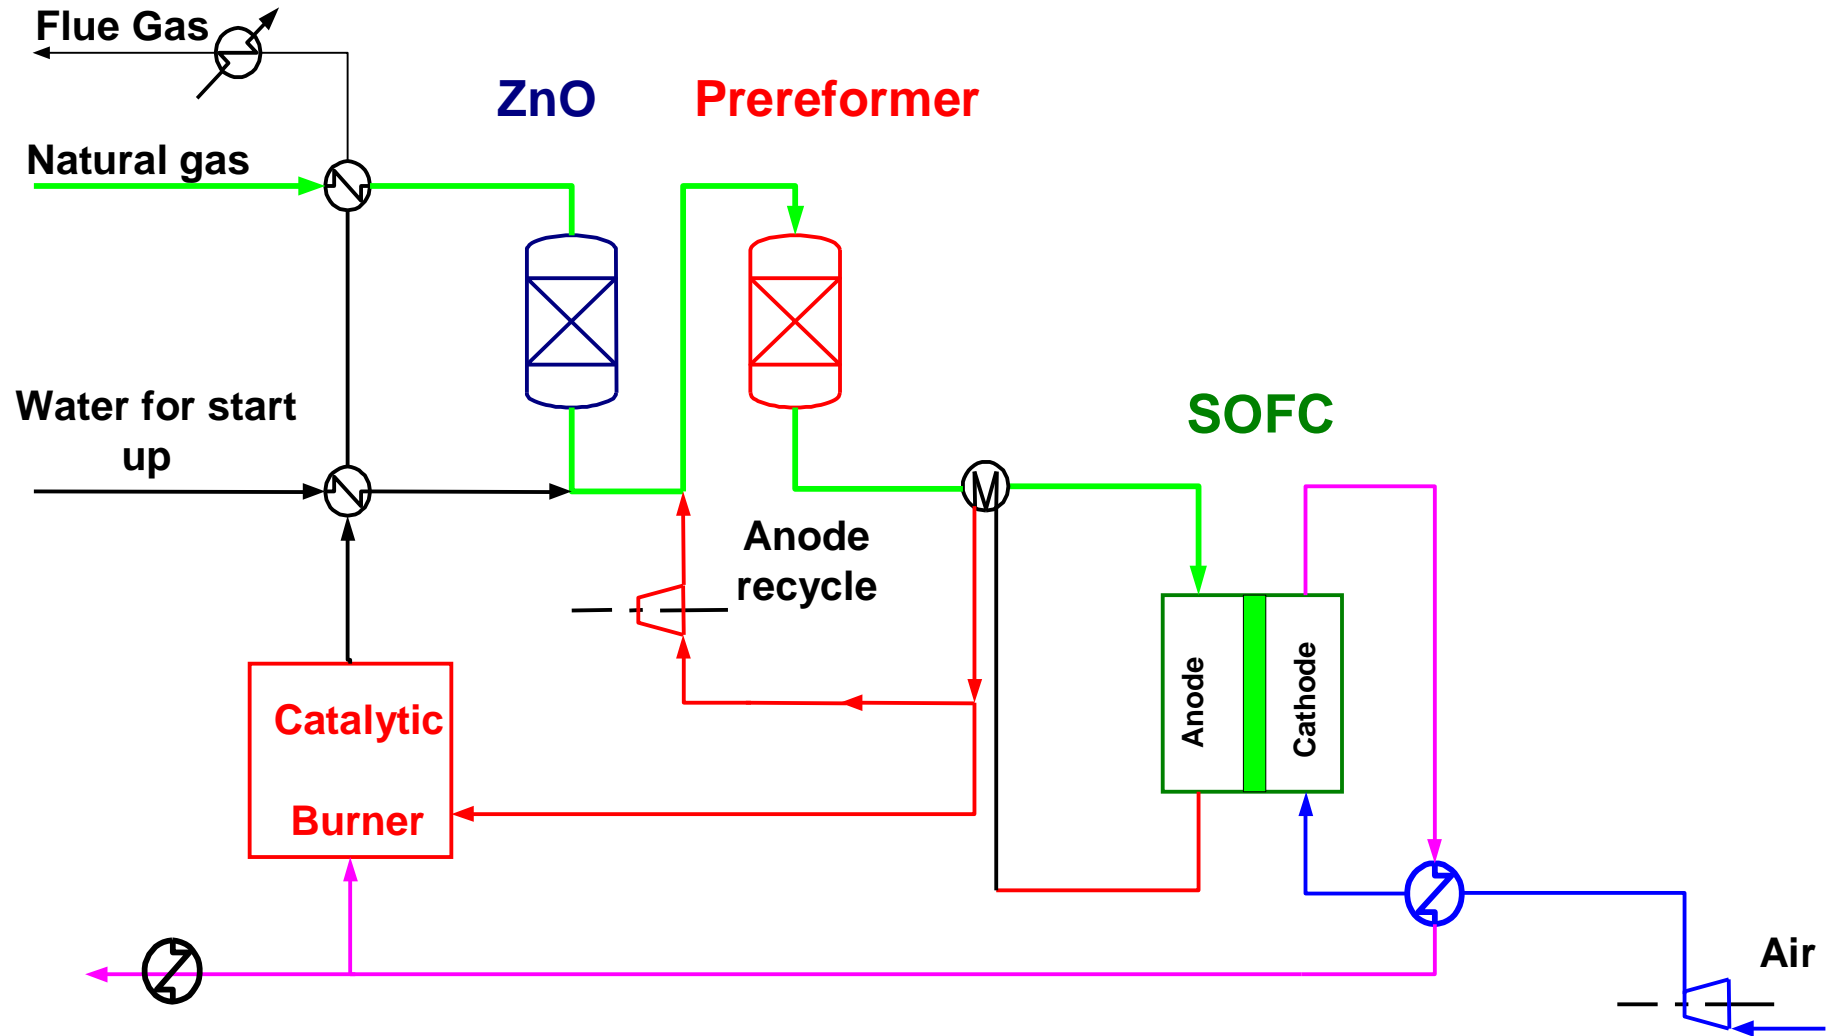 Flue Gas
ZnO
Prereformer
Natural gas
Water for start
up
SOFC
Anode
recycle
Anode
Cathode
Catalytic
Burner
Air